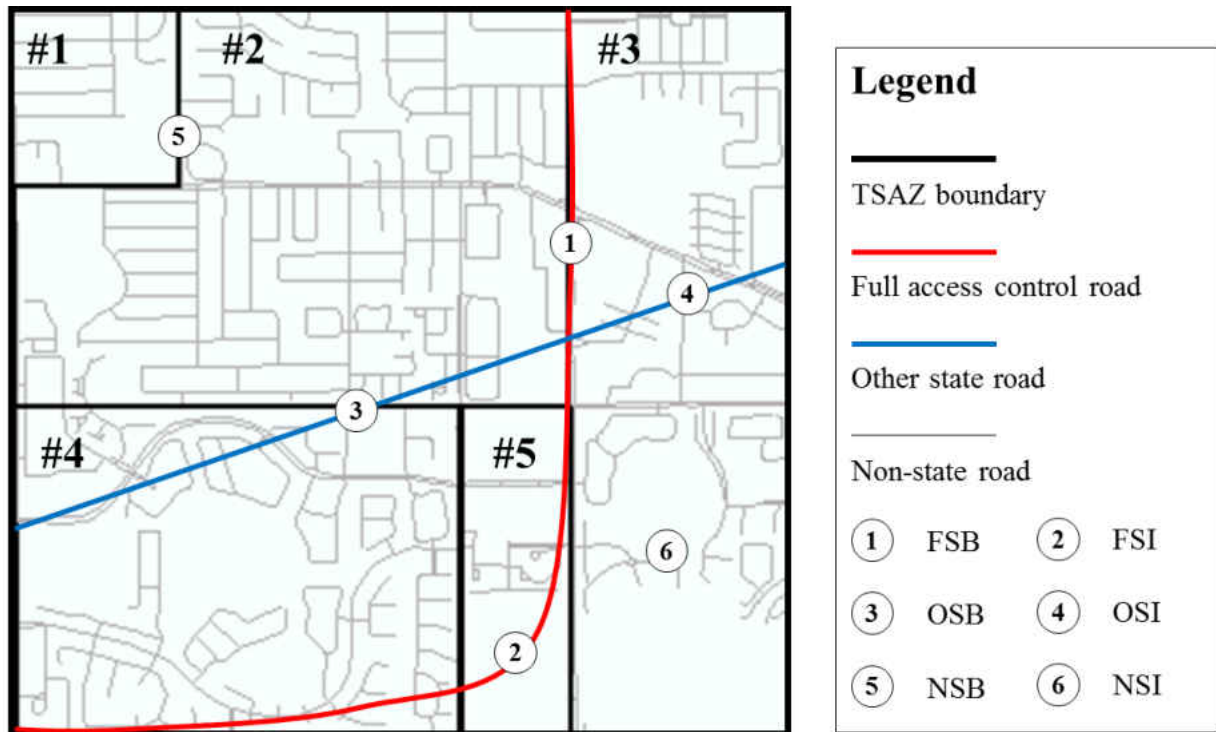 #1
#2
#3
5
1
4
3
#4
#5
6
2
Legend
TSAZ boundary
Full access control road
Other state road
Non-state road
1 FSB 2 FSI
3 OSB 4 OSI
5 NSB 6 NSI